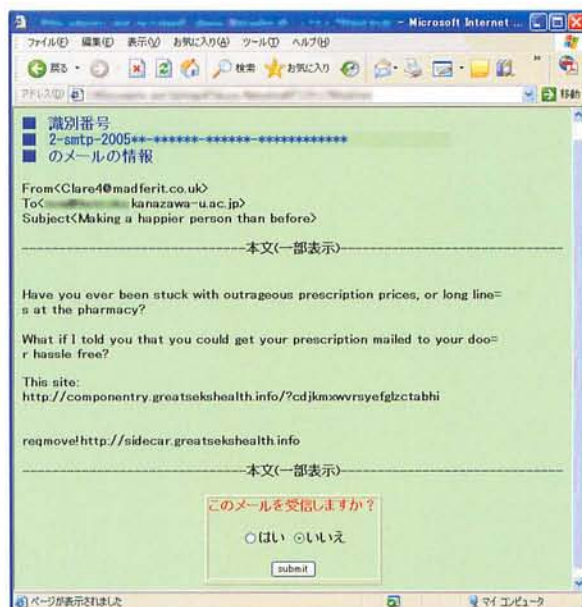 - Microsoft Internet ...
ファイル(F) 編集(E) 表示(V) お気に入り(A) ツール(T) ヘルプ(H)
戻る 検索 お気に入り
アドレス(D) 移動
■ 識別番号
■ 2-smtp-2005**-******-******-************
■ のメールの情報
From<Clare4@madferit.co.uk>
To< kanazawa-u.ac.jp>
Subject<Making a happier person than before>
本文(一部表示)
Have you ever been stuck with outrageous prescription prices, or long line=
s at the pharmacy?
What if I told you that you could get your prescription mailed to your doo=
r hassle free?
This site:
http://componentry.greatsekshealth.info/?cdjkmxwvrsyefglzctabhi
reqmove!http://sidecar.greatsekshealth.info
本文(一部表示)
このメールを受信しますか？
はい いいえ
submit
ページが表示されました マイ コンピュータ